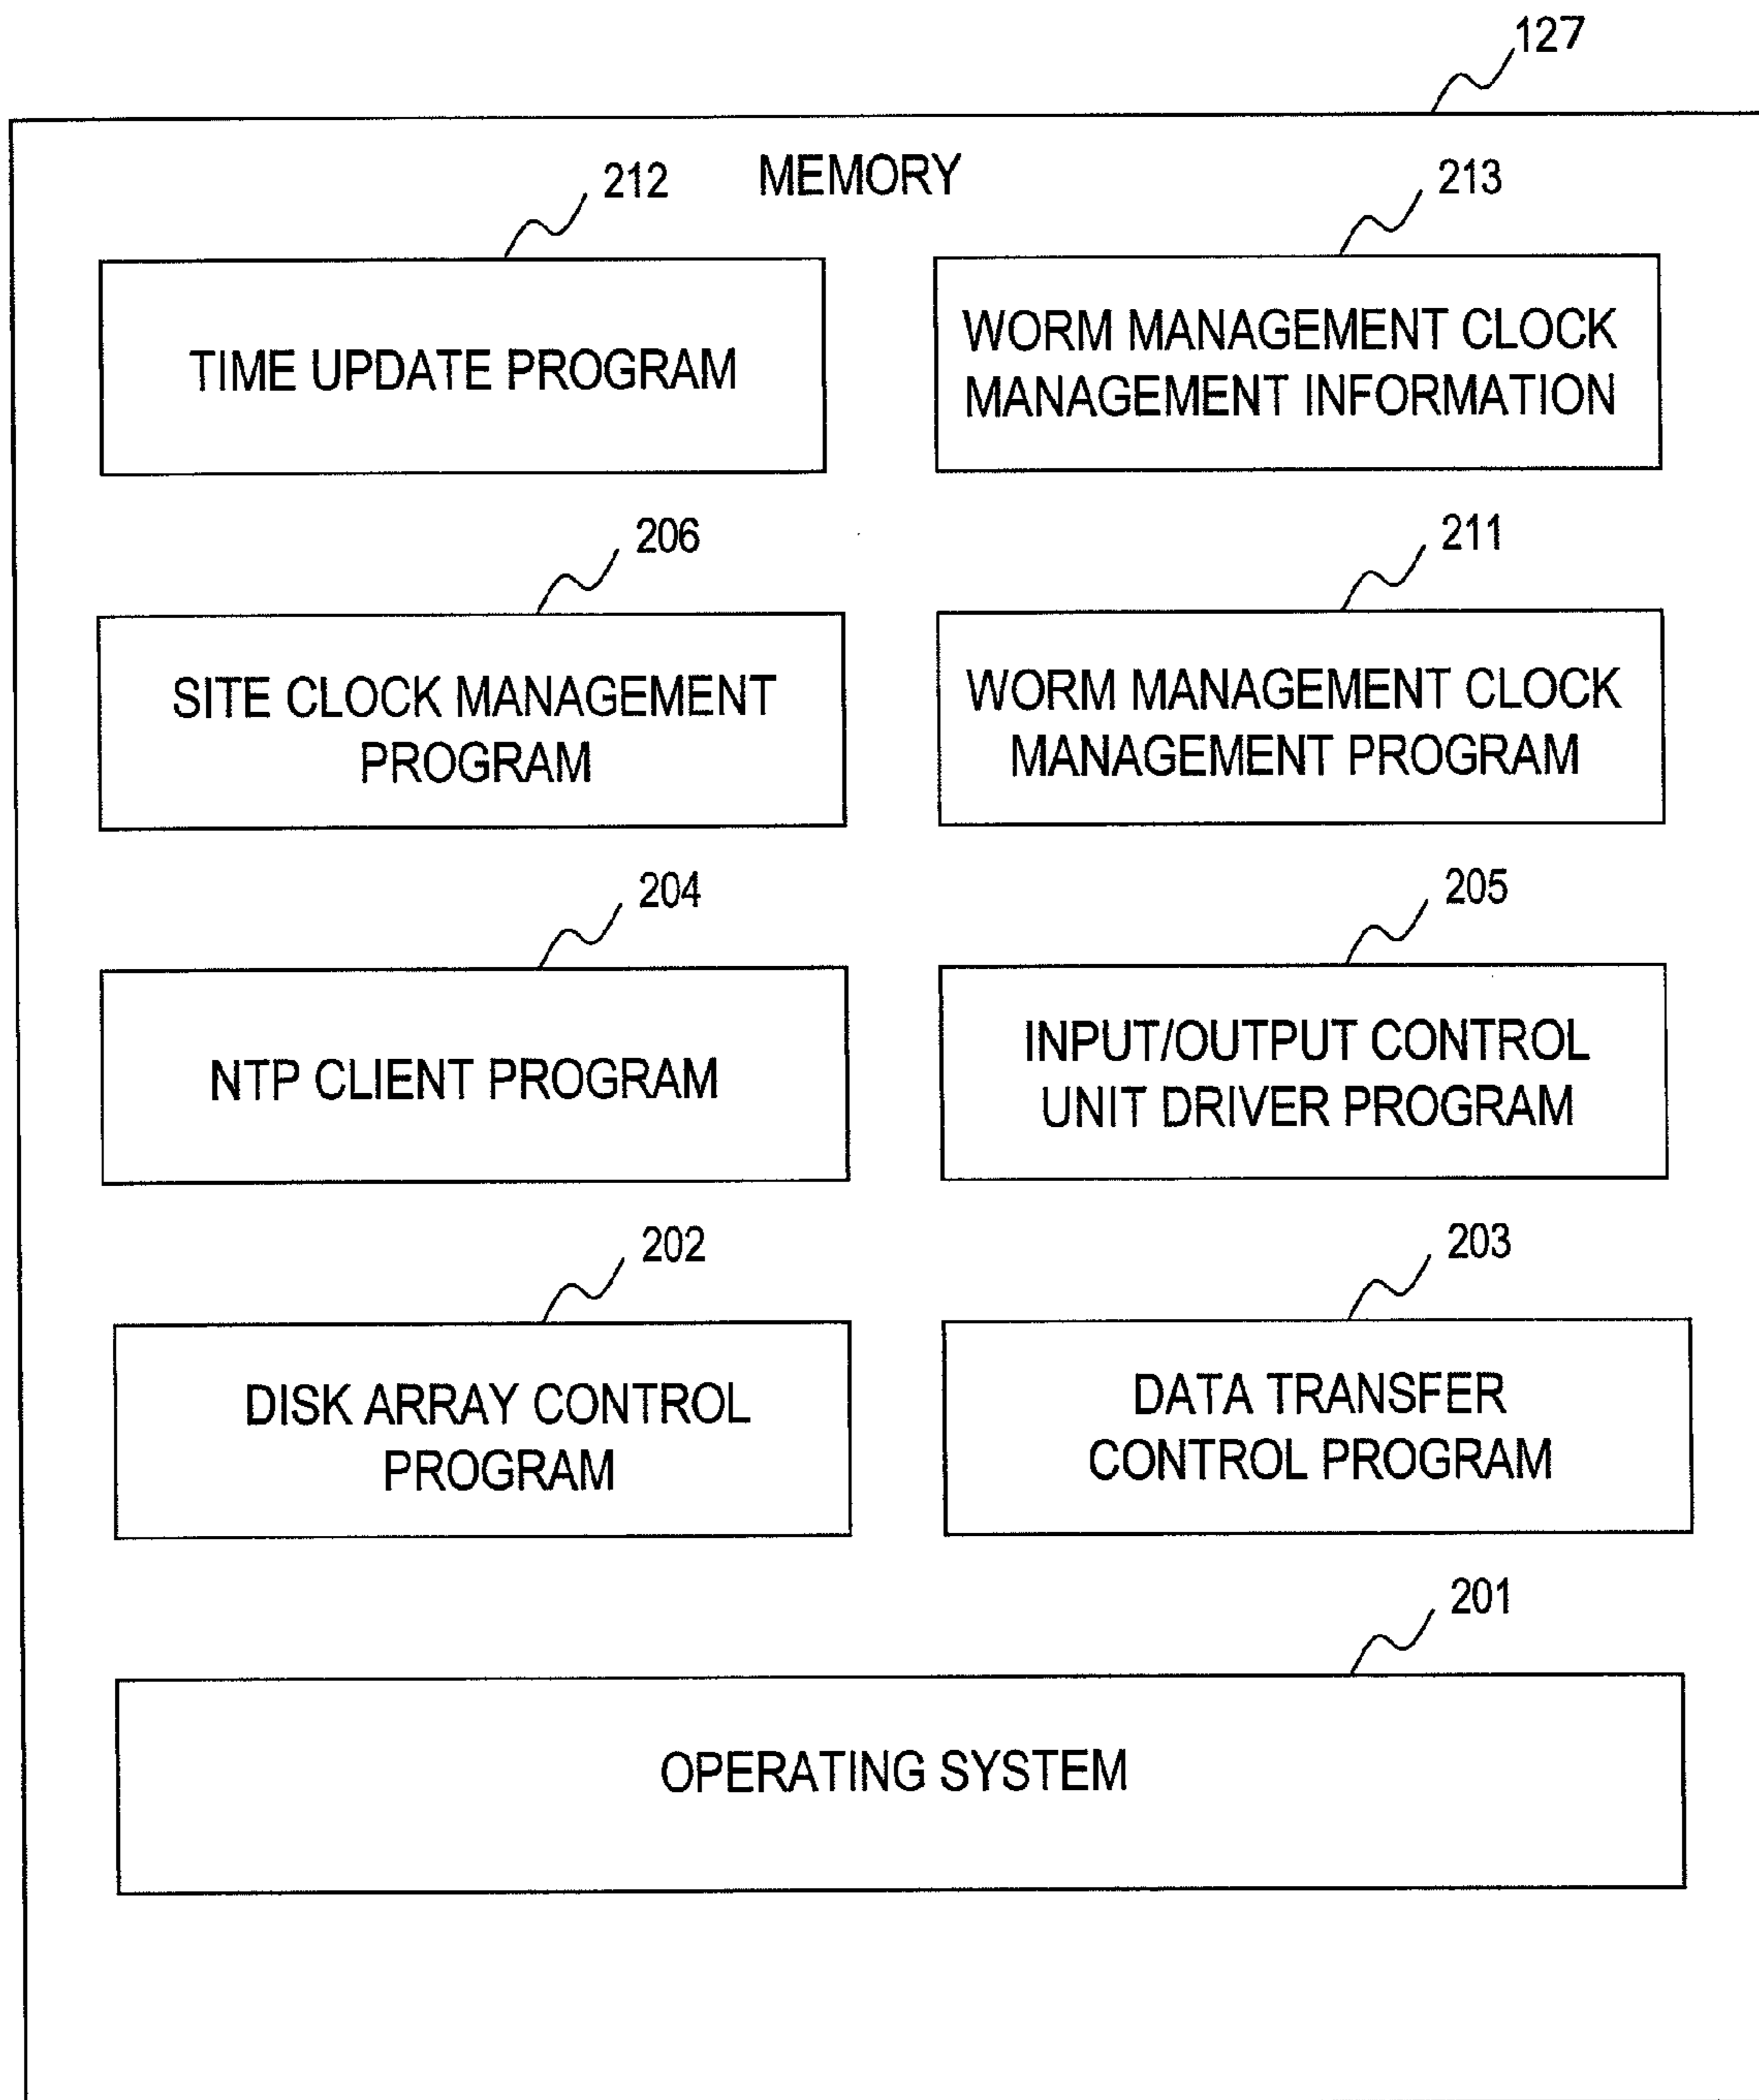 127
MEMORY
212
213
TIME UPDATE PROGRAM
WORM MANAGEMENT CLOCK
MANAGEMENT INFORMATION
206
211
SITE CLOCK MANAGEMENT
PROGRAM
WORM MANAGEMENT CLOCK
MANAGEMENT PROGRAM
204
205
NTP CLIENT PROGRAM
INPUT/OUTPUT CONTROL
UNIT DRIVER PROGRAM
202
203
DISK ARRAY CONTROL
PROGRAM
DATA TRANSFER
CONTROL PROGRAM
201
OPERATING SYSTEM